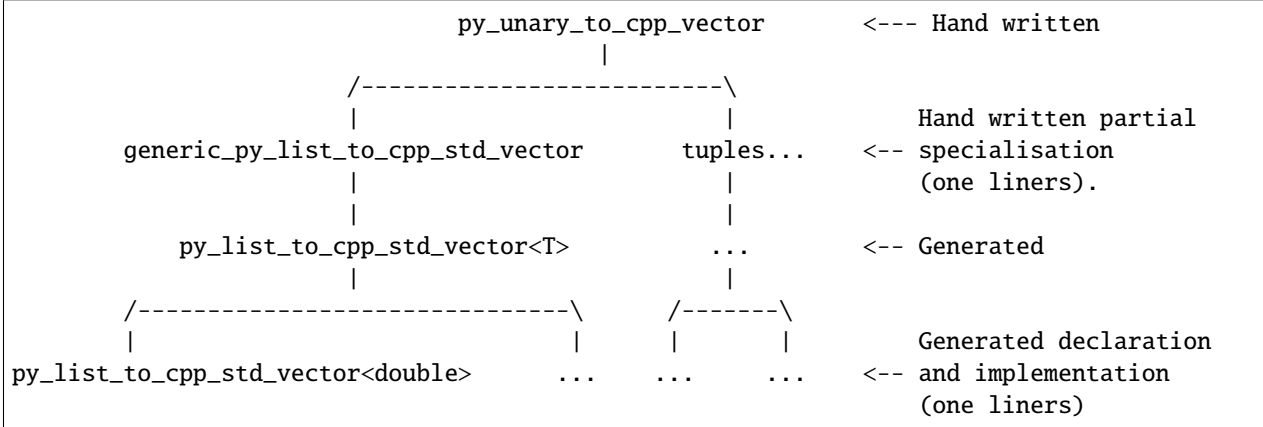 py_unary_to_cpp_vector       <--- Hand written
                                          |
                        /--------------------------\
                        |                          |             Hand written partial
        generic_py_list_to_cpp_std_vector       tuples...    <-- specialisation
                        |                          |             (one liners).
                        |                          |
            py_list_to_cpp_std_vector<T>          ...        <-- Generated
                        |                          |
        /-------------------------------\      /-------\
        |                               |      |       |         Generated declaration
py_list_to_cpp_std_vector<double>      ...    ...     ...    <-- and implementation
                                                                 (one liners)